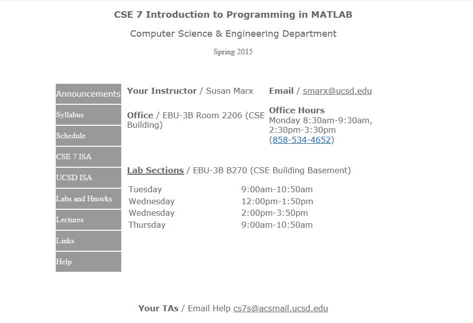 CSE 7 Introduction to Programming in MATLAB
Computer Science & Engineering Department
Spring 2015
Announcements
Syllabus
Schedule
CSE 7 ISA
UCSD ISA
Labs and Hmwks
Lectures
Links
Help
Your Instructor / Susan Marx
Email / smarx@ucsd.edu
Office / EBU-3B Room 2206 (CSE
Building)
Office Hours
Monday 8:30am-9:30am,
2:30pm-3:30pm
(858-534-4652)
Lab Sections / EBU-3B B270 (CSE Building Basement)
Tuesday 9:00am-10:50am
Wednesday 12:00pm-1:50pm
Wednesday 2:00pm-3:50pm
Thursday 9:00am-10:50am
Your TAs / Email Help cs7s@acsmail.ucsd.edu